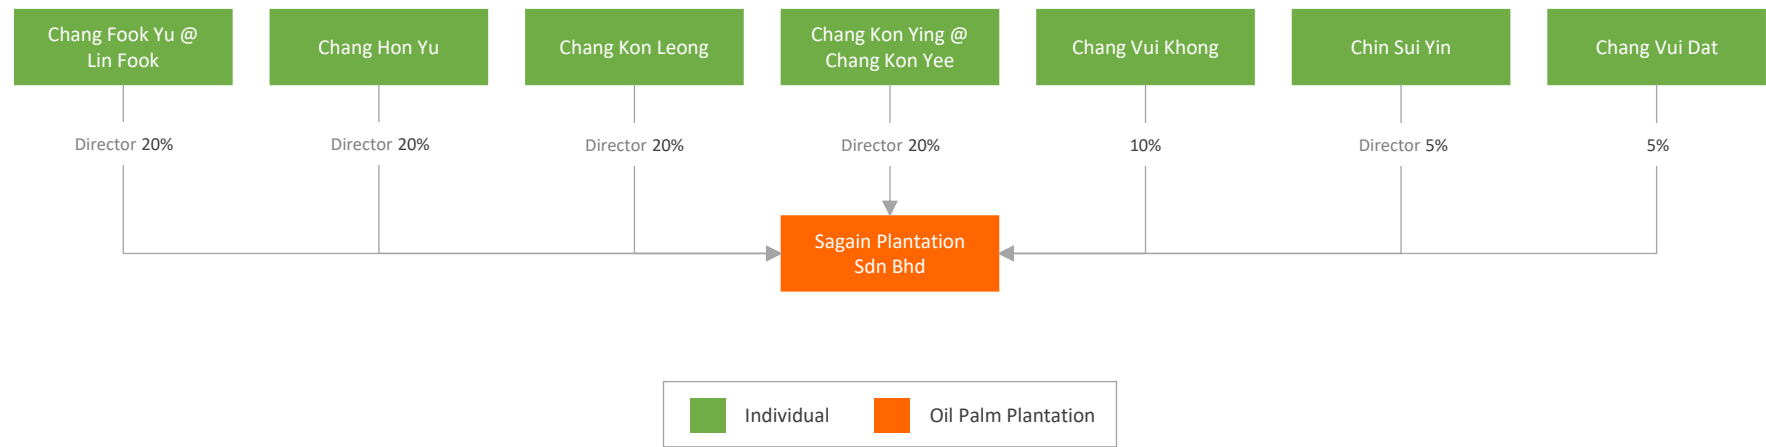 Chang Fook Yu @
Lin Fook
Chang Hon Yu
Chang Kon Leong
Chang Kon Ying @
Chang Kon Yee
Chang Vui Khong
Chin Sui Yin
Chang Vui Dat
Director 20%
Director 20%
Director 20%
Director 20%
10%
Director 5%
5%
Sagain Plantation
Sdn Bhd
Individual
Oil Palm Plantation